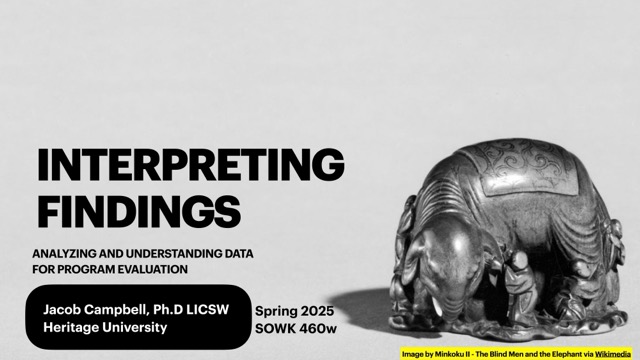 INTERPRETING
FINDINGS
ANALYZING AND UNDERSTANDING DATA
FOR PROGRAM EVALUATION
Jacob Campbell, Ph.D LICSW
Heritage University
Spring 2025
SOWK 460w
Image by Minkoku II - The Blind Men and the Elephant via Wikimedia